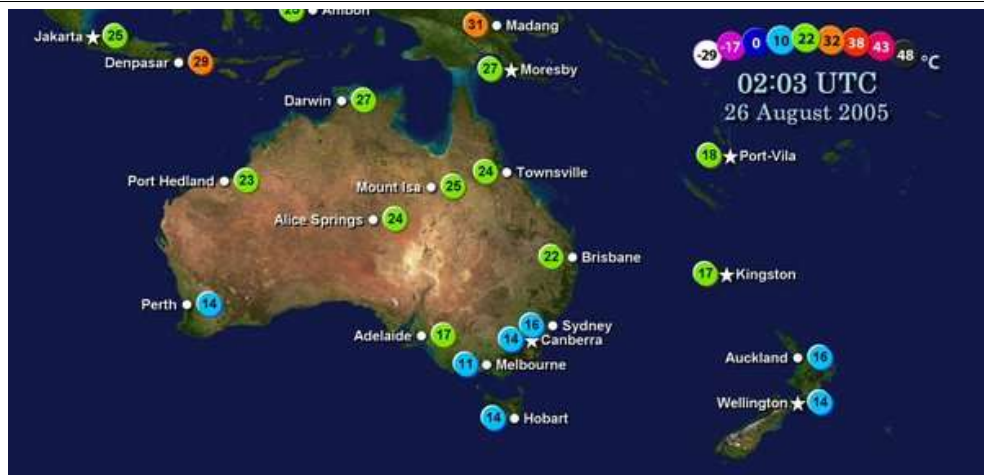 25 Ambon
Jakarta 25
31 Madang
Denpasar 29
27 Moresby
-29 -17 0 10 22 32 38 43 48 °C
02:03 UTC
26 August 2005
Darwin 27
18 Port-Vila
Port Hedland 23
24 Townsville
Mount Isa 25
Alice Springs 24
22 Brisbane
17 Kingston
Perth 14
16 Sydney
Adelaide 17
14 Canberra
11 Melbourne
Auckland 16
Wellington 14
14 Hobart